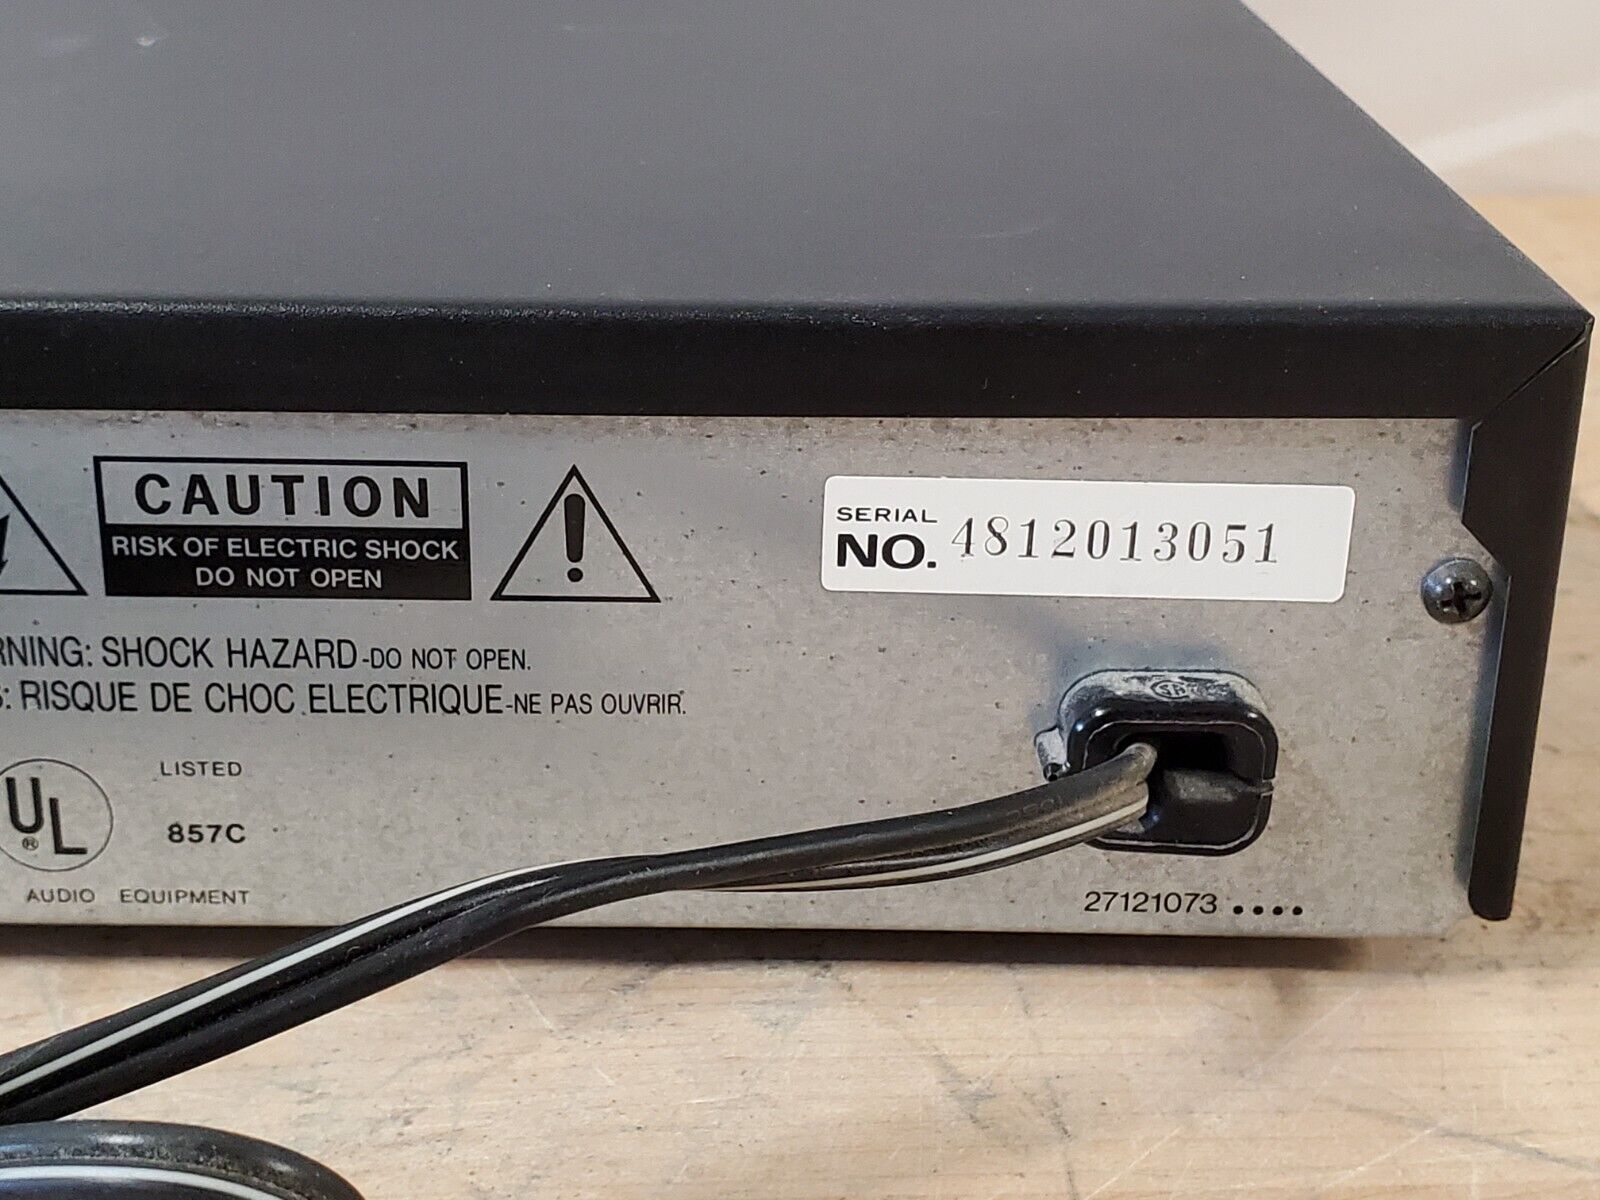 CAUTION
RISK OF ELECTRIC SHOCK
DO NOT OPEN
SERIAL
NO. 4812013051
RNING: SHOCK HAZARD-DO NOT OPEN.
S: RISQUE DE CHOC ELECTRIQUE-NE PAS OUVRIR.
LISTED
UL
®
857C
AUDIO EQUIPMENT
27121073 ....